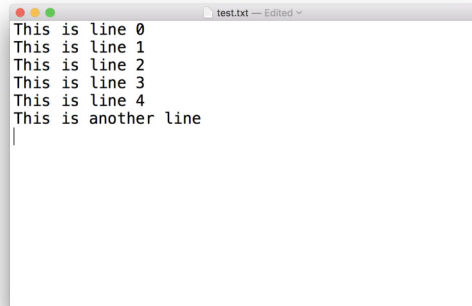 test.txt — Edited
This is line 0
This is line 1
This is line 2
This is line 3
This is line 4
This is another line